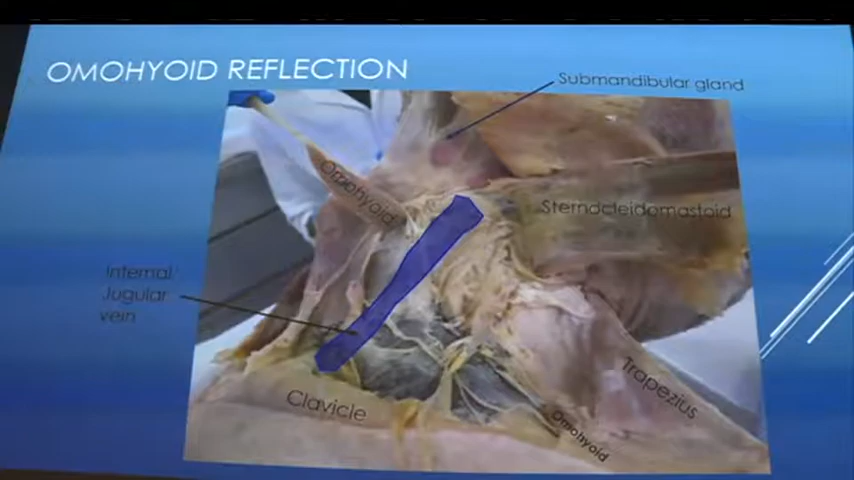 OMOHYOID REFLECTION
Submandibular gland
Omohyoid
Sternocleidomastoid
Internal
Jugular
vein
Clavicle
Trapezius
Omohyoid